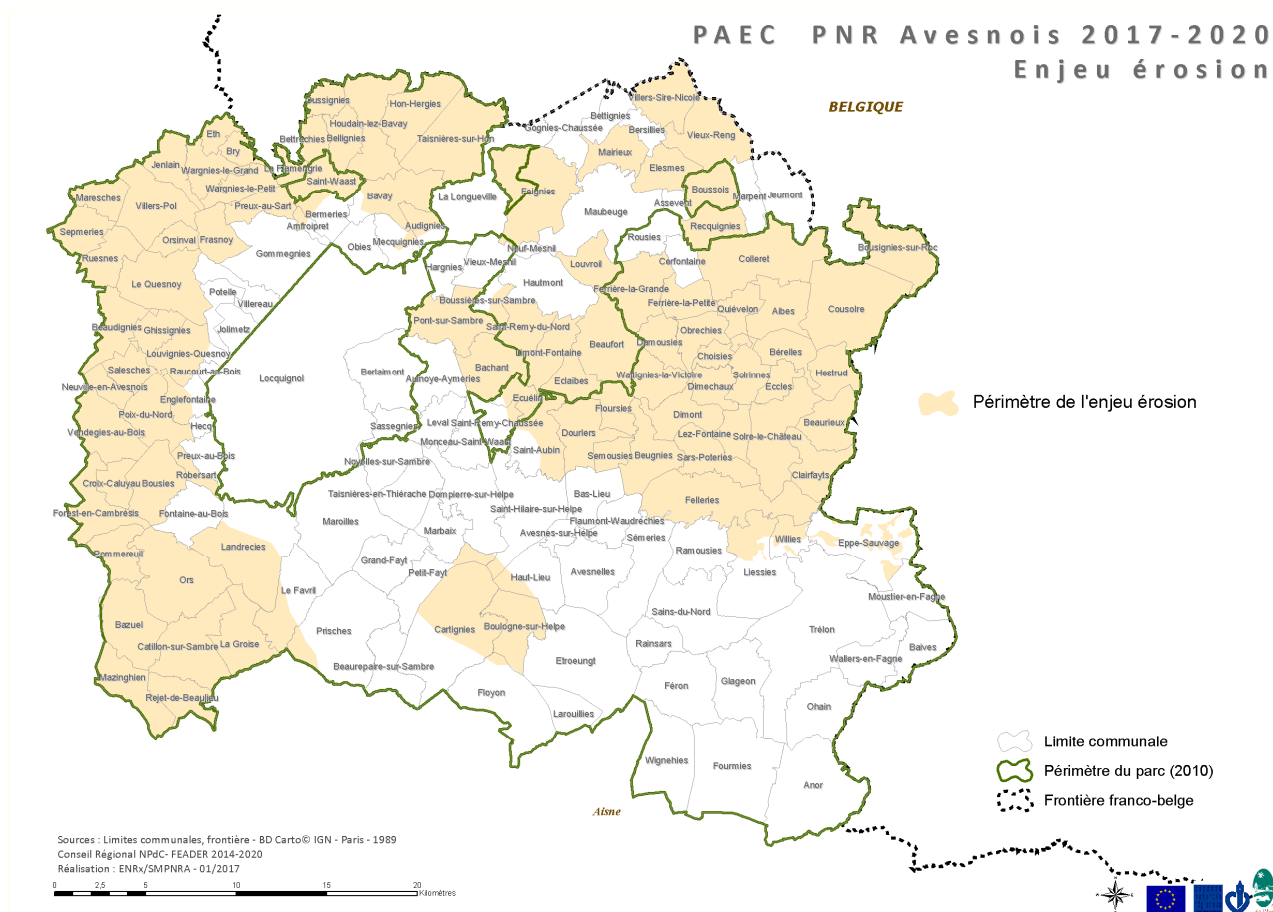 PAEC PNR Avesnois 2017-2020
Enjeu érosion
BELGIQUE
Villers-Sire-Nicole
Hon-Hergies
Bettignies
Gognies-Chaussée
Bersillies
Houdain-lez-Bavay
Vieux-Reng
Eth
Bettrechies
Bellignies
Taisnières-sur-Hon
Bry
Mairieux
Jenlain
Wargnies-le-Grand
Elesmes
Saint-Waast
Wargnies-le-Petit
Boussois
Feignies
Maresches
Bavay
La Longueville
Marpent
Jeumont
Villers-Pol
Preux-au-Sart
Assevent
Bermeries
Maubeuge
Amfroipret
Audignies
Recquignies
Sepmeries
Orsinval
Frasnoy
Mecquignies
Rousies
Obies
Neuf-Mesnil
Bousignies-sur-Roc
Gommegnies
Ruesnes
Vieux-Mesnil
Cerfontaine
Colleret
Hargnies
Louvroil
Le Quesnoy
Hautmont
Ferrière-la-Grande
Potelle
Boussières-sur-Sambre
Villereau
Ferrière-la-Petite
Quiévelon
Aibes
Cousolre
Pont-sur-Sambre
Beaudignies
Ghissignies
Jolimetz
Saint-Remy-du-Nord
Obrechies
Beaufort
Damousies
Louvignies-Quesnoy
Limont-Fontaine
Choisies
Bérelles
Salesches
Raucourt-au-Bois
Bachant
Berlaimont
Hestrud
Locquignol
Aulnoye-Aymeries
Eclaibes
Wattignies-la-Victoire
Solrinnes
Neuville-en-Avesnois
Dimechaux
Eccles
Englefontaine
Ecuélin
Floursies
Poix-du-Nord
Dimont
Leval
Saint-Remy-Chaussée
Beaurieux
Hecq
Sassegnies
Vendegies-au-Bois
Douriers
Lez-Fontaine
Solre-le-Château
Monceau-Saint-Waast
Saint-Aubin
Preux-au-Bois
Semousies
Beugnies
Sars-Poteries
Noyelles-sur-Sambre
Robersart
Clairfayts
Croix-Caluyau
Bousies
Taisnières-en-Thiérache
Dompierre-sur-Helpe
Bas-Lieu
Felleries
Forest-en-Cambrésis
Fontaine-au-Bois
Saint-Hilaire-sur-Helpe
Maroilles
Flaumont-Waudrechies
Marbaix
Avesnes-sur-Helpe
Sémeries
Willies
Eppe-Sauvage
Landrecies
Pommereuil
Ramousies
Grand-Fayt
Petit-Fayt
Avesnelles
Liessies
Ors
Haut-Lieu
Le Favril
Moustier-en-Fagne
Sains-du-Nord
Bazuel
Prisches
Cartignies
Boulogne-sur-Helpe
Trélon
Catillon-sur-Sambre
La Groise
Rainsars
Baives
Etroeungt
Wallers-en-Fagne
Beaurepaire-sur-Sambre
Mazinghien
Féron
Glageon
Rejet-de-Beaulieu
Floyon
Ohain
Larouillies
Wignehies
Fourmies
Anor
Aisne
Périmètre de l'enjeu érosion
Limite communale
Périmètre du parc (2010)
Frontière franco-belge
Sources : Limites communales, frontière - BD Carto© IGN - Paris - 1989
Conseil Régional NPdC- FEADER 2014-2020
Réalisation : ENRx/SMPNRA - 01/2017
0 2,5 5 10 15 20
Kilomètres